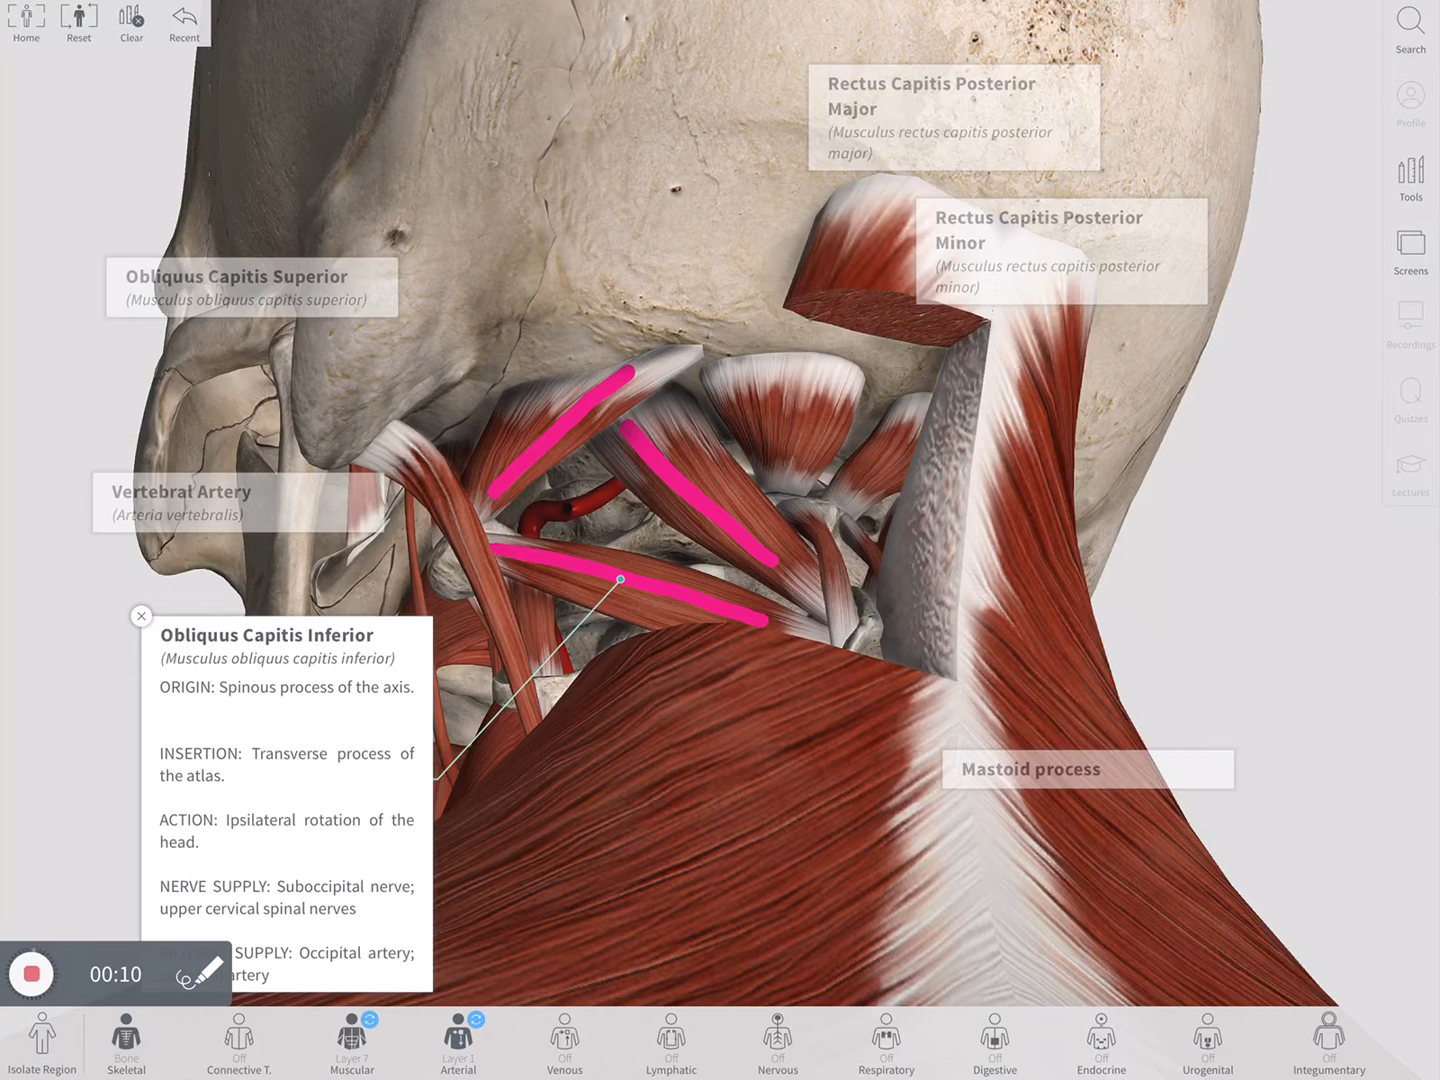 Home
Reset
Clear
Recent
Search
Profile
Tools
Screens
Recordings
Quizzes
Lectures
Rectus Capitis Posterior
Major
(Musculus rectus capitis posterior
major)
Rectus Capitis Posterior
Minor
(Musculus rectus capitis posterior
minor)
Obliquus Capitis Superior
(Musculus obliquus capitis superior)
Vertebral Artery
(Arteria vertebralis)
Obliquus Capitis Inferior
(Musculus obliquus capitis inferior)
ORIGIN: Spinous process of the axis.
INSERTION: Transverse process of
the atlas.
ACTION: Ipsilateral rotation of the
head.
NERVE SUPPLY: Suboccipital nerve;
upper cervical spinal nerves
SUPPLY: Occipital artery;
artery
Mastoid process
00:10
Isolate Region
Bone
Skeletal
Off
Connective T.
Layer 7
Muscular
Layer 1
Arterial
Off
Venous
Off
Lymphatic
Off
Nervous
Off
Respiratory
Off
Digestive
Off
Endocrine
Off
Urogenital
Off
Integumentary